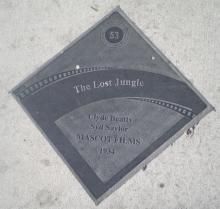 53
The Lost Jungle
Clyde Beatty
Syd Saylor
MASCOT FILMS
1934